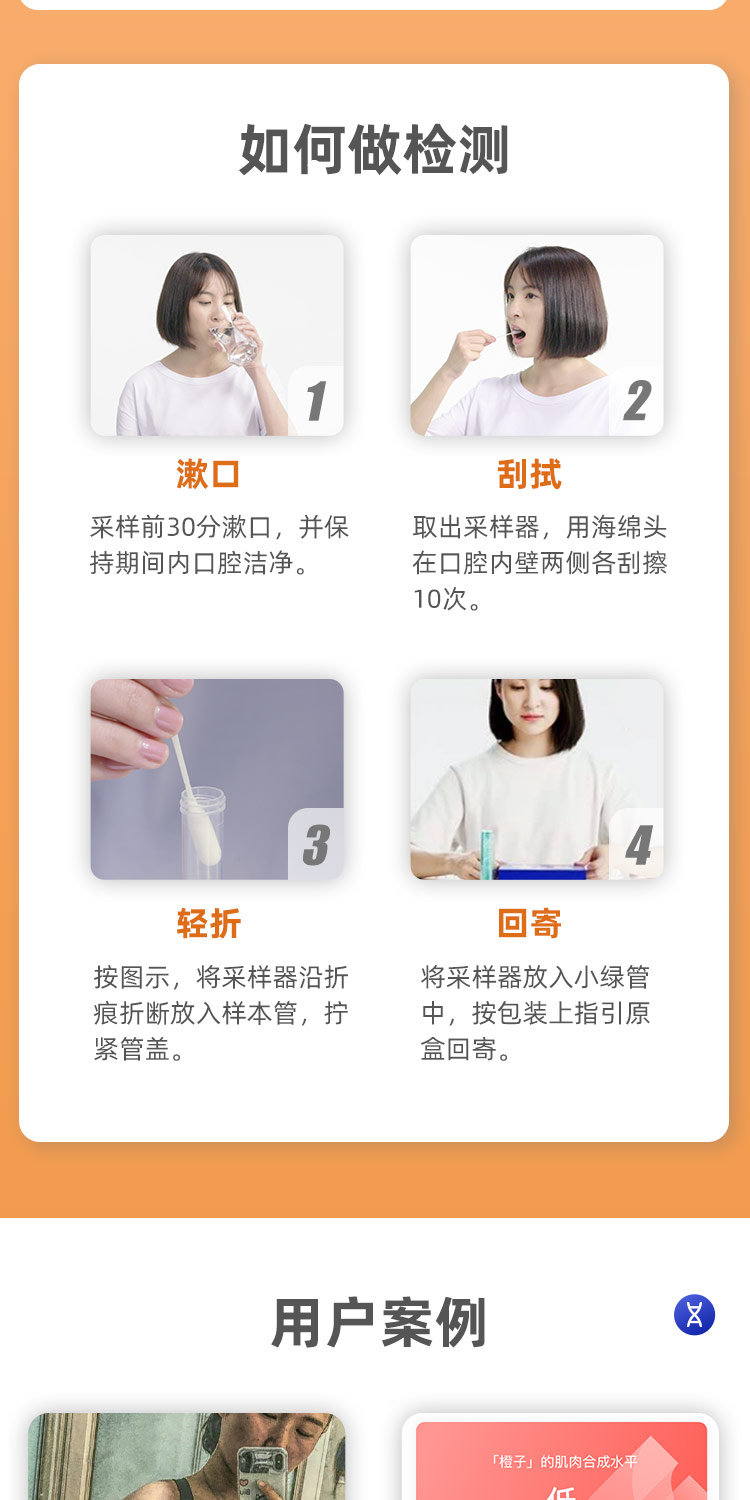 如何做检测
1
2
漱口
刮拭
采样前30分漱口，并保
持期间内口腔洁净。
取出采样器，用海绵头
在口腔内壁两侧各刮擦
10次。
3
4
轻折
回寄
按图示，将采样器沿折
痕折断放入样本管，拧
紧管盖。
将采样器放入小绿管
中，按包装上指引原
盒回寄。
用户案例
「橙子」的肌肉合成水平